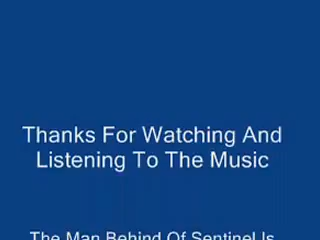 Thanks For Watching And
Listening To The Music
The Man Behind Of Sentinel Is